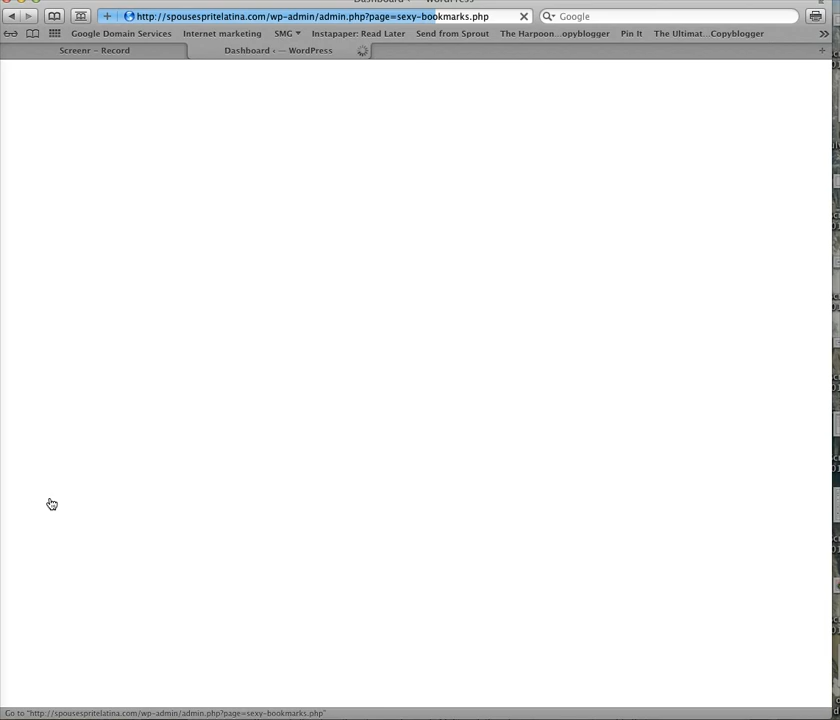 http://spousespritelatina.com/wp-admin/admin.php?page=sexy-bookmarks.php
Google
Google Domain Services Internet marketing SMG Instapaper: Read Later Send from Sprout The Harpoon...opyblogger Pin It The Ultimat...Copyblogger
Screenr – Record Dashboard ‹ — WordPress
Go to "http://spousespritelatina.com/wp-admin/admin.php?page=sexy-bookmarks.php"